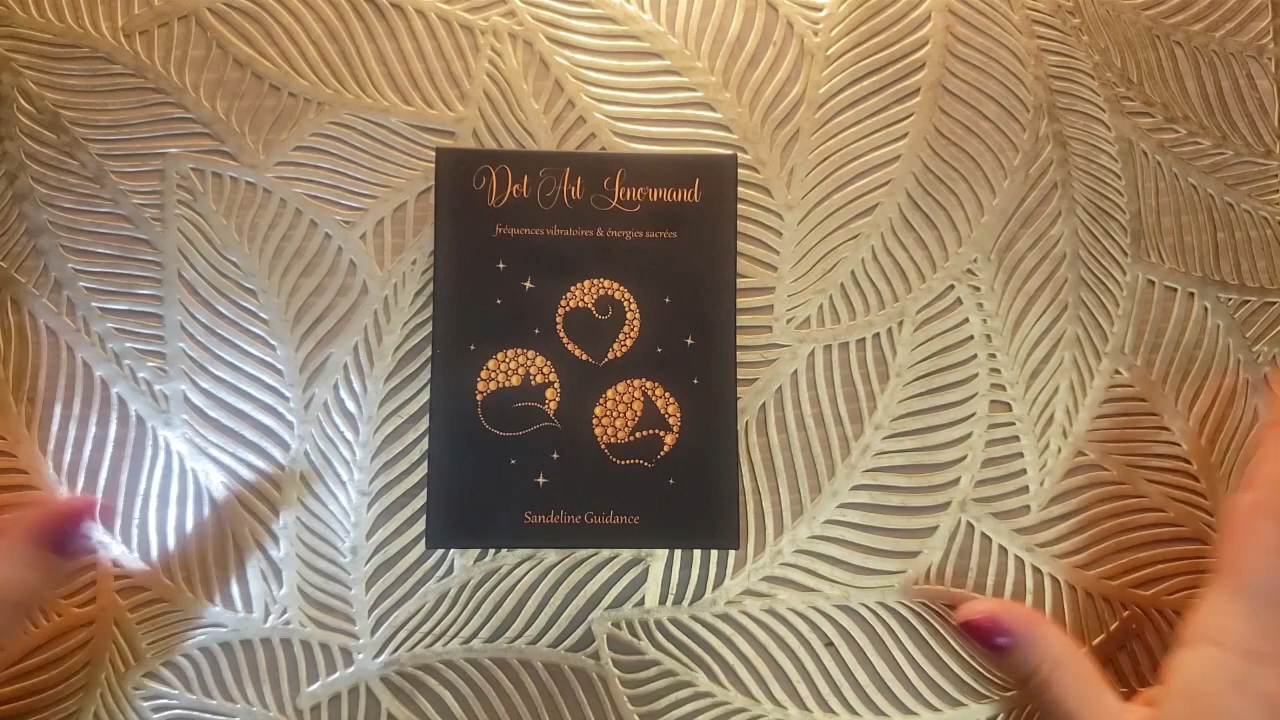 Dot Art Lenormand
fréquences vibratoires & énergies sacrées
Sandeline Guidance